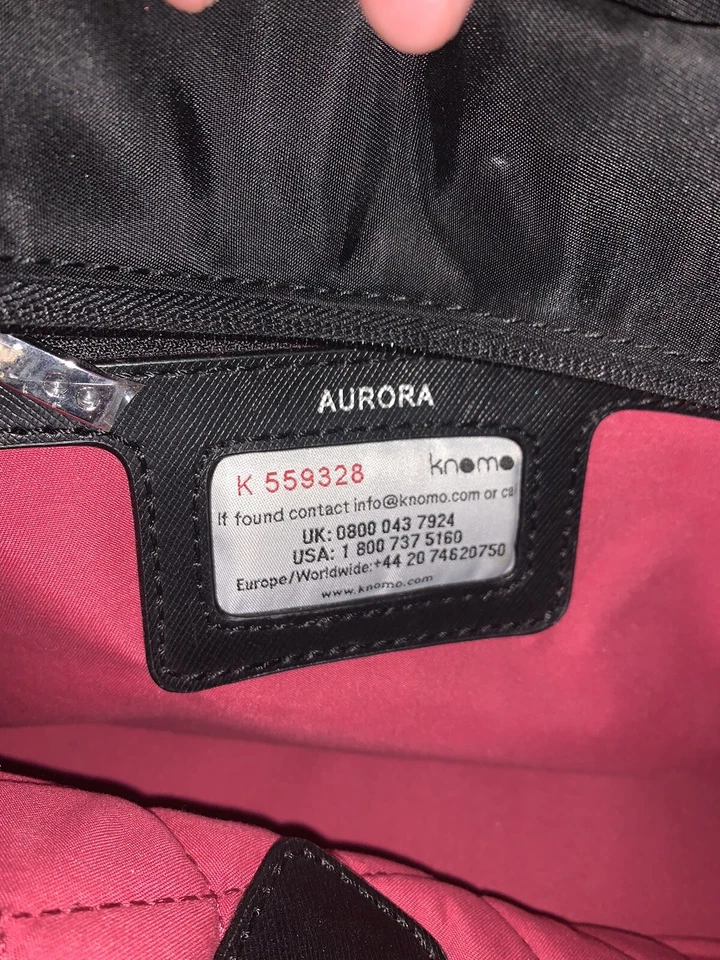 AURORA
K 559328 knomo
If found contact info@knomo.com or ca
UK: 0800 043 7924
USA: 1 800 737 5160
Europe/Worldwide:+44 20 74620750
www.knomo.com